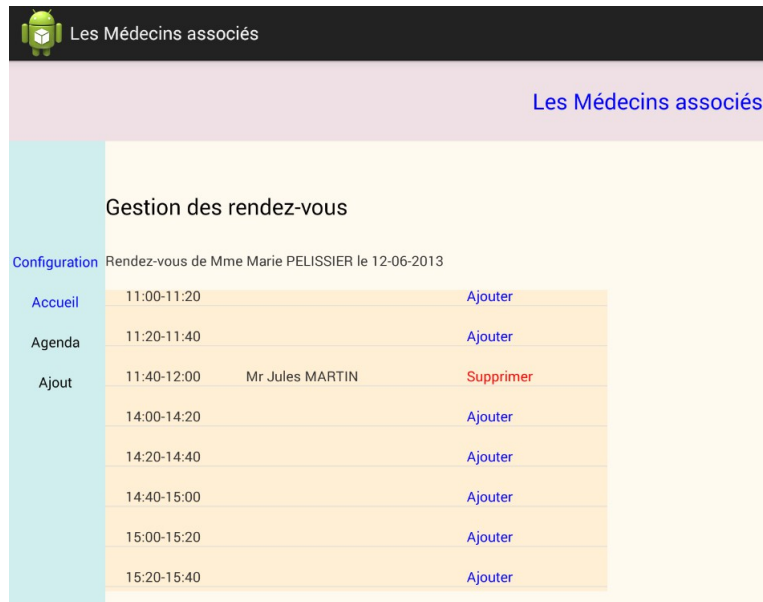 Les Médecins associés
Les Médecins associés
Gestion des rendez-vous
Configuration Rendez-vous de Mme Marie PELISSIER le 12-06-2013
Accueil 11:00-11:20 Ajouter
Agenda 11:20-11:40 Ajouter
Ajout 11:40-12:00 Mr Jules MARTIN Supprimer
14:00-14:20 Ajouter
14:20-14:40 Ajouter
14:40-15:00 Ajouter
15:00-15:20 Ajouter
15:20-15:40 Ajouter